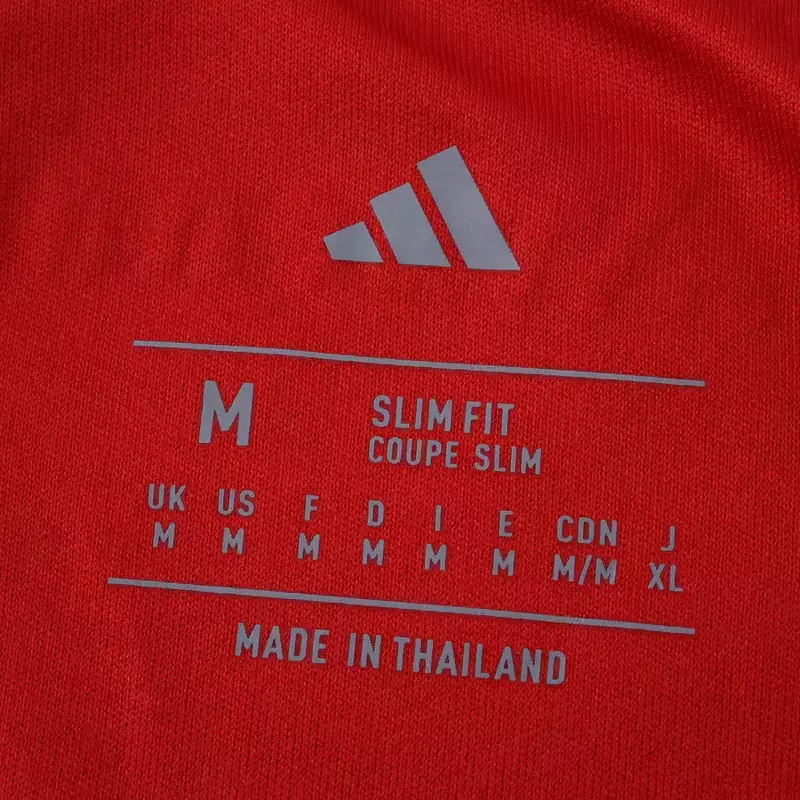 M
SLIM FIT
COUPE SLIM
UK US F D I E CDN J
M M M M M M M/M XL
MADE IN THAILAND